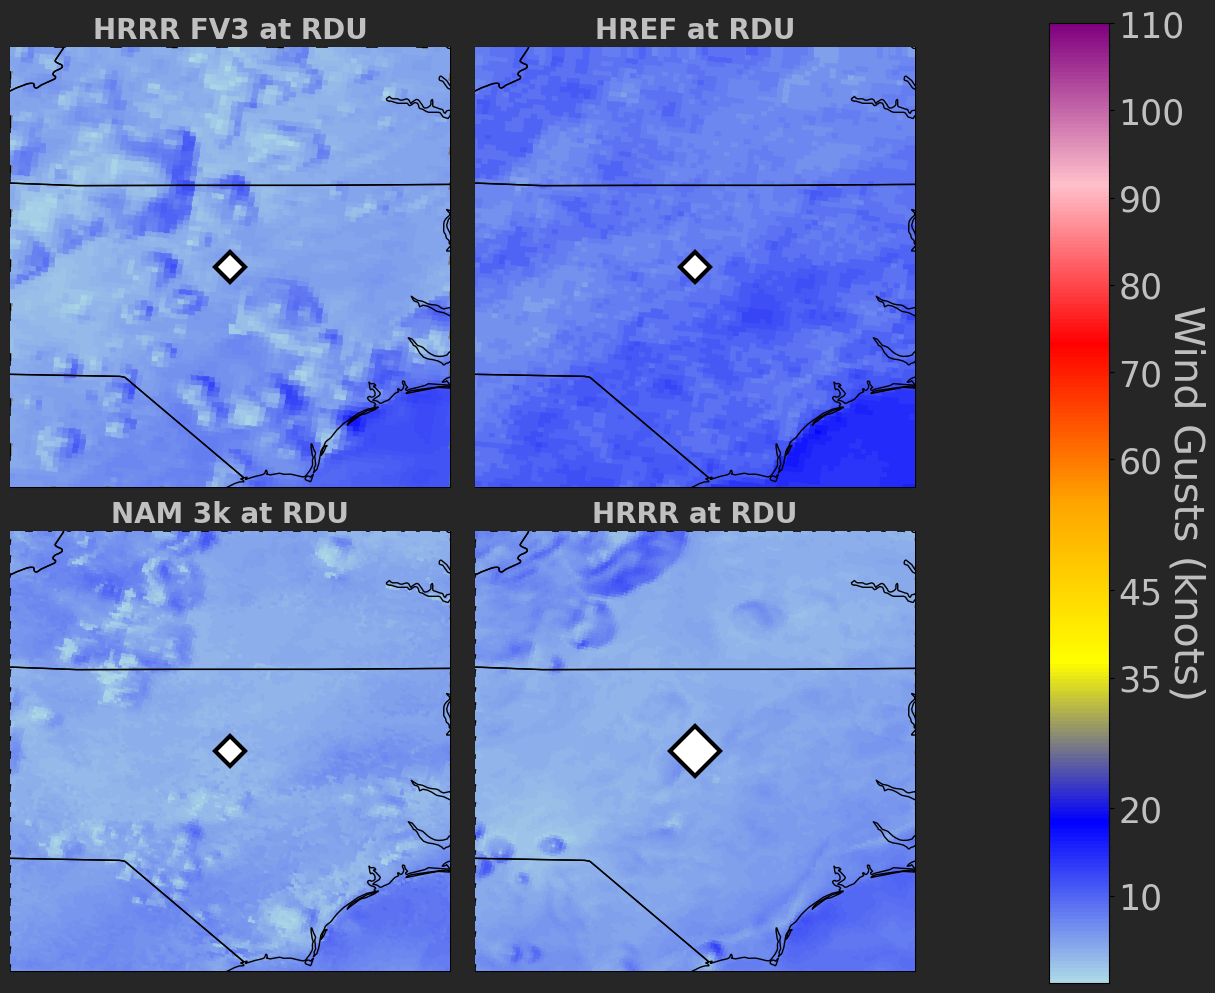 HRRR FV3 at RDU
HREF at RDU
NAM 3k at RDU
HRRR at RDU
110
100
90
80
70
60
45
35
20
10
Wind Gusts (knots)